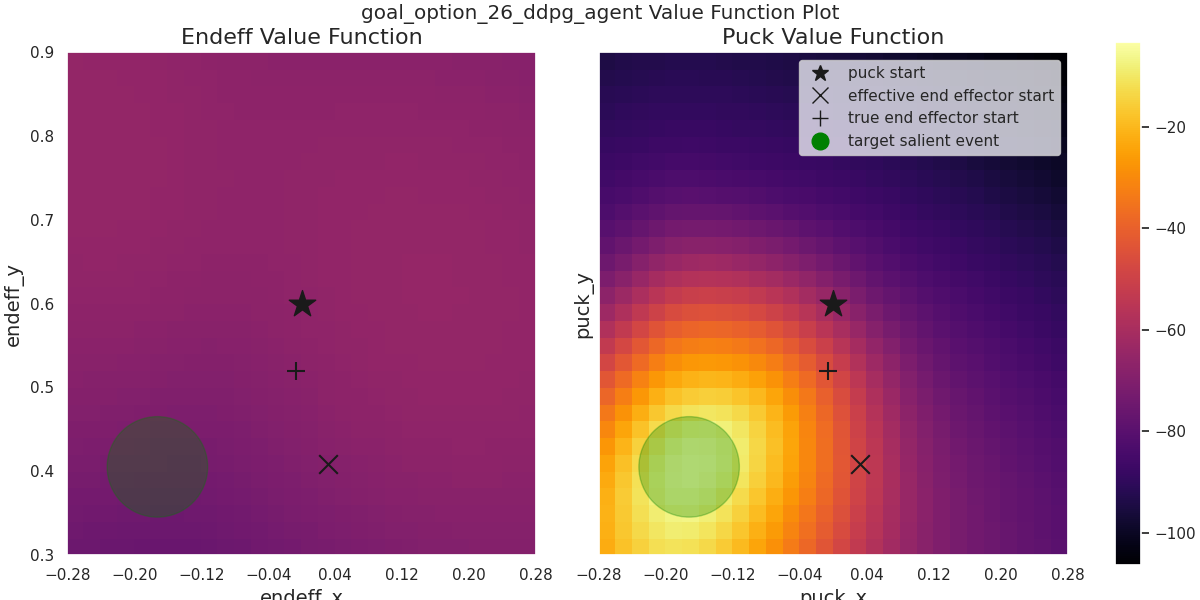 goal_option_26_ddpg_agent Value Function Plot
Endeff Value Function
Puck Value Function
endeff_y
0.9
0.8
0.7
0.6
0.5
0.4
0.3
−0.28 −0.20 −0.12 −0.04 0.04 0.12 0.20 0.28
endeff_x
puck_y
puck start
effective end effector start
true end effector start
target salient event
−0.28 −0.20 −0.12 −0.04 0.04 0.12 0.20 0.28
puck_x
−20
−40
−60
−80
−100